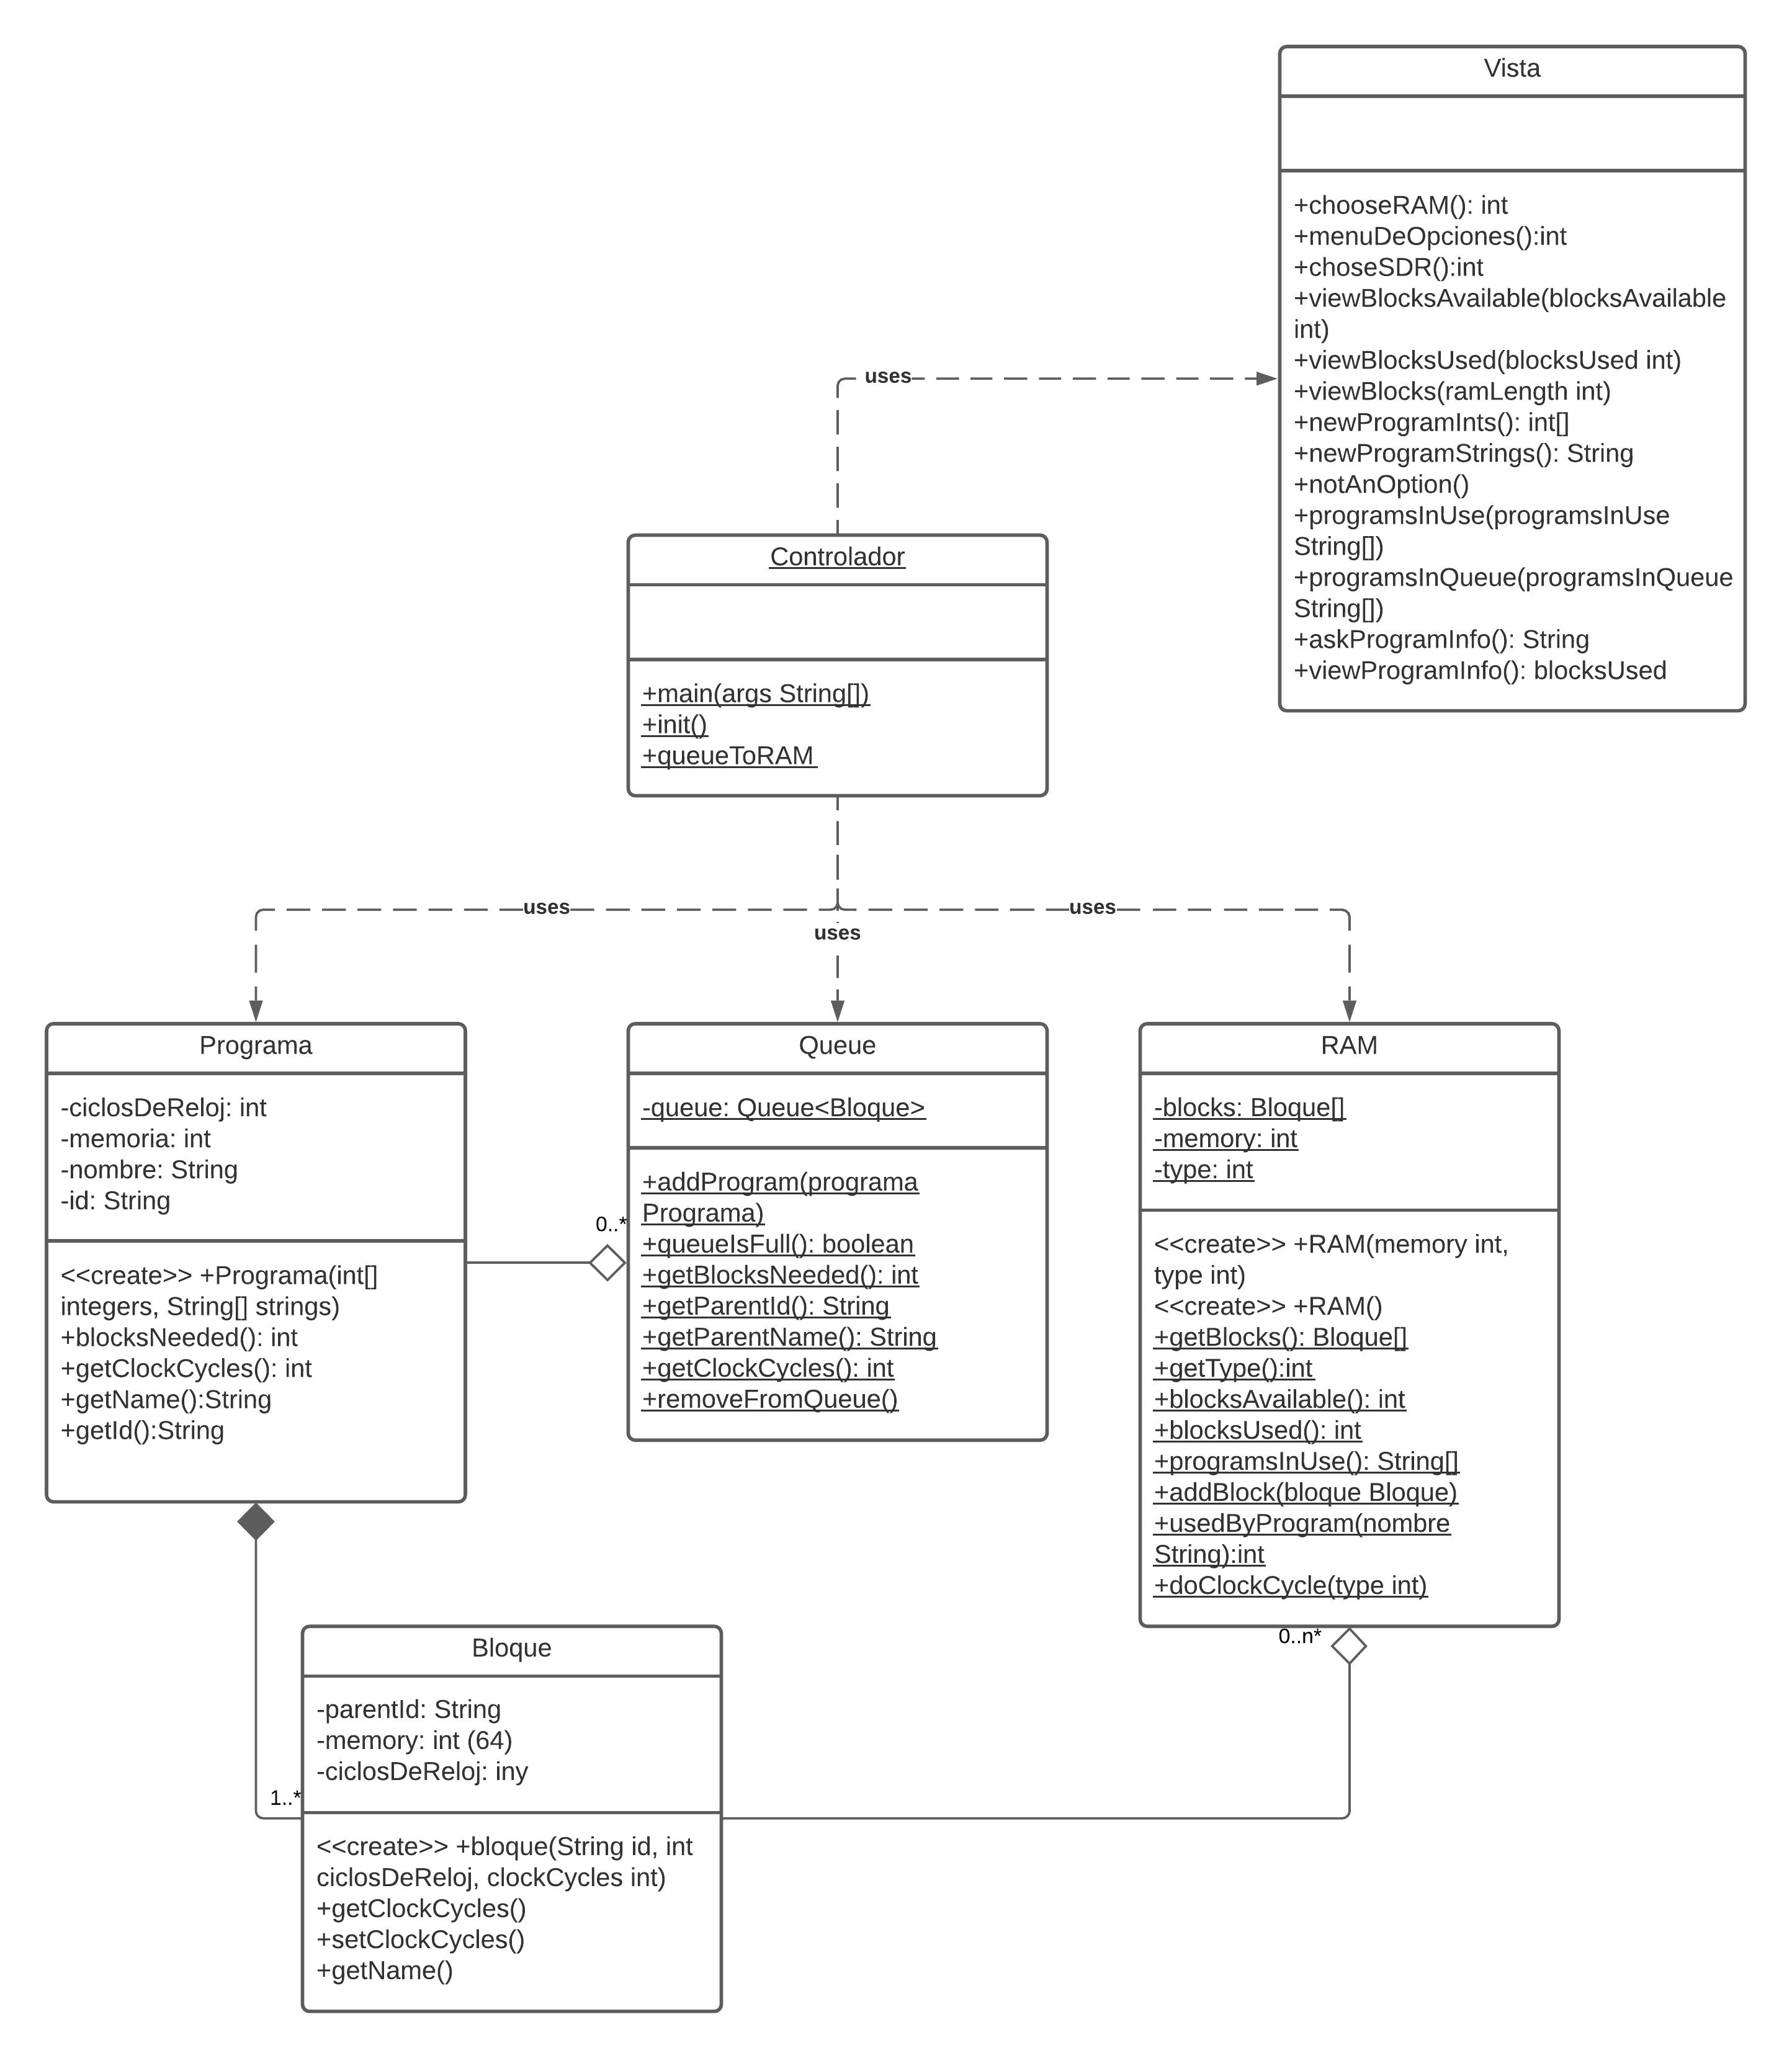 Vista
+chooseRAM(): int
+menuDeOpciones():int
+choseSDR():int
+viewBlocksAvailable(blocksAvailable
int)
+viewBlocksUsed(blocksUsed int)
+viewBlocks(ramLength int)
+newProgramInts(): int[]
+newProgramStrings(): String
+notAnOption()
+programsInUse(programsInUse
String[])
+programsInQueue(programsInQueue
String[])
+askProgramInfo(): String
+viewProgramInfo(): blocksUsed
uses
Controlador
+main(args String[])
+init()
+queueToRAM
uses
uses
uses
Programa
-ciclosDeReloj: int
-memoria: int
-nombre: String
-id: String
<<create>> +Programa(int[]
integers, String[] strings)
+blocksNeeded(): int
+getClockCycles(): int
+getName():String
+getId():String
0..*
Queue
-queue: Queue<Bloque>
+addProgram(programa
Programa)
+queueIsFull(): boolean
+getBlocksNeeded(): int
+getParentId(): String
+getParentName(): String
+getClockCycles(): int
+removeFromQueue()
RAM
-blocks: Bloque[]
-memory: int
-type: int
<<create>> +RAM(memory int,
type int)
<<create>> +RAM()
+getBlocks(): Bloque[]
+getType():int
+blocksAvailable(): int
+blocksUsed(): int
+programsInUse(): String[]
+addBlock(bloque Bloque)
+usedByProgram(nombre
String):int
+doClockCycle(type int)
0..n*
1..*
Bloque
-parentId: String
-memory: int (64)
-ciclosDeReloj: iny
<<create>> +bloque(String id, int
ciclosDeReloj, clockCycles int)
+getClockCycles()
+setClockCycles()
+getName()